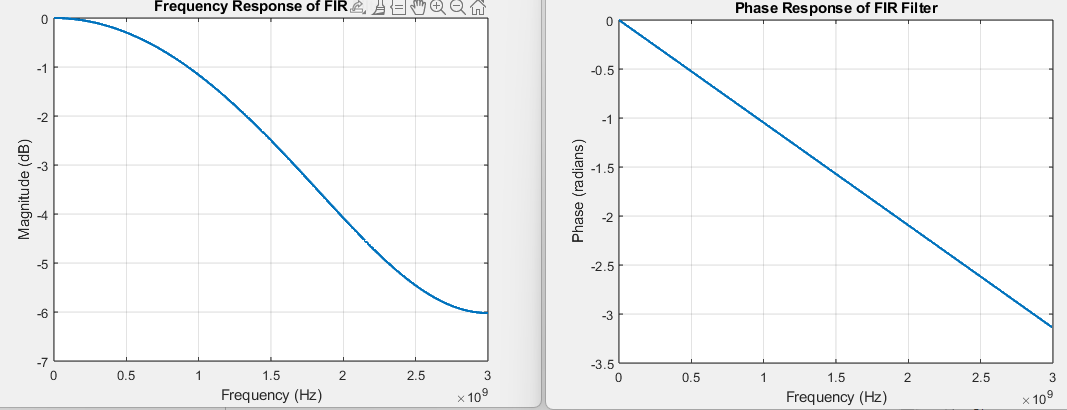 Frequency Response of FIR
0
-1
-2
-3
-4
-5
-6
-7
Magnitude (dB)
0 0.5 1 1.5 2 2.5 3
Frequency (Hz)
×10⁹
Phase Response of FIR Filter
0
-0.5
-1
-1.5
-2
-2.5
-3
-3.5
Phase (radians)
0 0.5 1 1.5 2 2.5 3
Frequency (Hz)
×10⁹